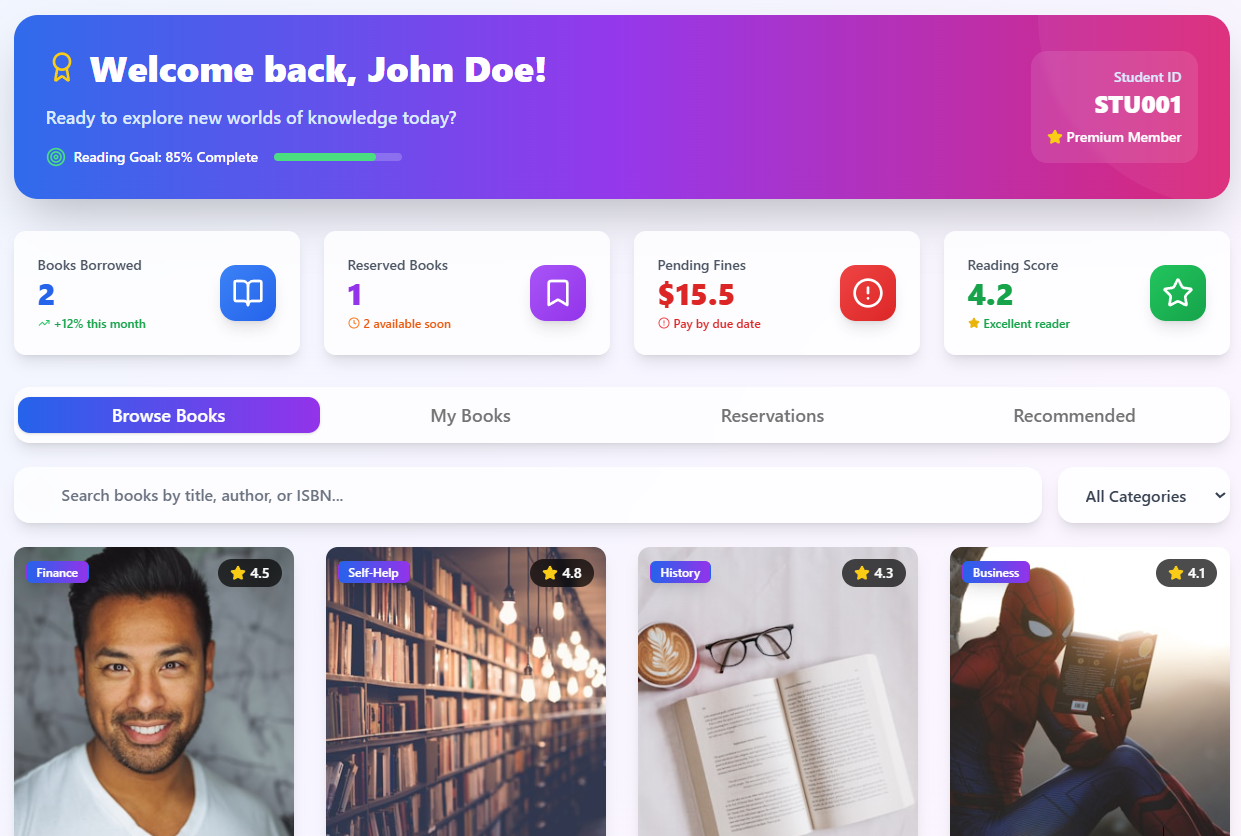 Welcome back, John Doe!
Ready to explore new worlds of knowledge today?
Reading Goal: 85% Complete
Student ID
STU001
Premium Member
Books Borrowed
2
+12% this month
Reserved Books
1
2 available soon
Pending Fines
$15.5
Pay by due date
Reading Score
4.2
Excellent reader
Browse Books
My Books
Reservations
Recommended
Search books by title, author, or ISBN...
All Categories
Finance
4.5
Self-Help
4.8
History
4.3
Business
4.1